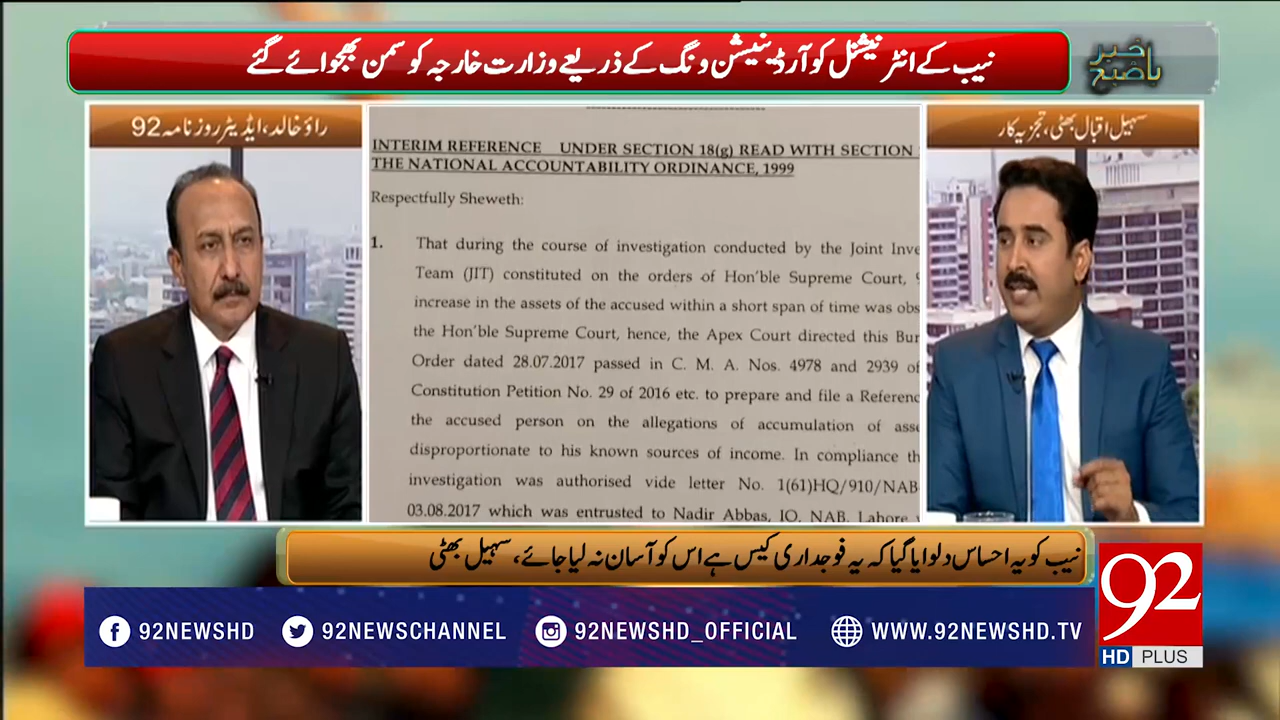 نیب کے انٹرنیشنل کوآرڈینیشن ونگ کے ذریعے وزارت خارجہ کو سمن بھجوائے گئے
باخبر صبح
راؤ خالد، ایڈیٹر روزنامہ 92
سہیل اقبال بھٹی، تجزیہ کار
INTERIM REFERENCE UNDER SECTION 18(g) READ WITH SECTION
THE NATIONAL ACCOUNTABILITY ORDINANCE, 1999
Respectfully Sheweth:
1. That during the course of investigation conducted by the Joint Inve
Team (JIT) constituted on the orders of Hon'ble Supreme Court,
increase in the assets of the accused within a short span of time was obs
the Hon'ble Supreme Court, hence, the Apex Court directed this Bur
Order dated 28.07.2017 passed in C. M. A. Nos. 4978 and 2939 of
Constitution Petition No. 29 of 2016 etc. to prepare and file a Referenc
the accused person on the allegations of accumulation of asse
disproportionate to his known sources of income. In compliance th
investigation was authorised vide letter No. 1(61)HQ/910/NAB-
03.08.2017 which was entrusted to Nadir Abbas, IO, NAB, Lahore
نیب کو یہ احساس دلوایا گیا کہ یہ فوجداری کیس ہے اس کو آسان نہ لیا جائے، سہیل بھٹی
92NEWSHD 92NEWSCHANNEL 92NEWSHD_OFFICIAL WWW.92NEWSHD.TV
92
HD PLUS